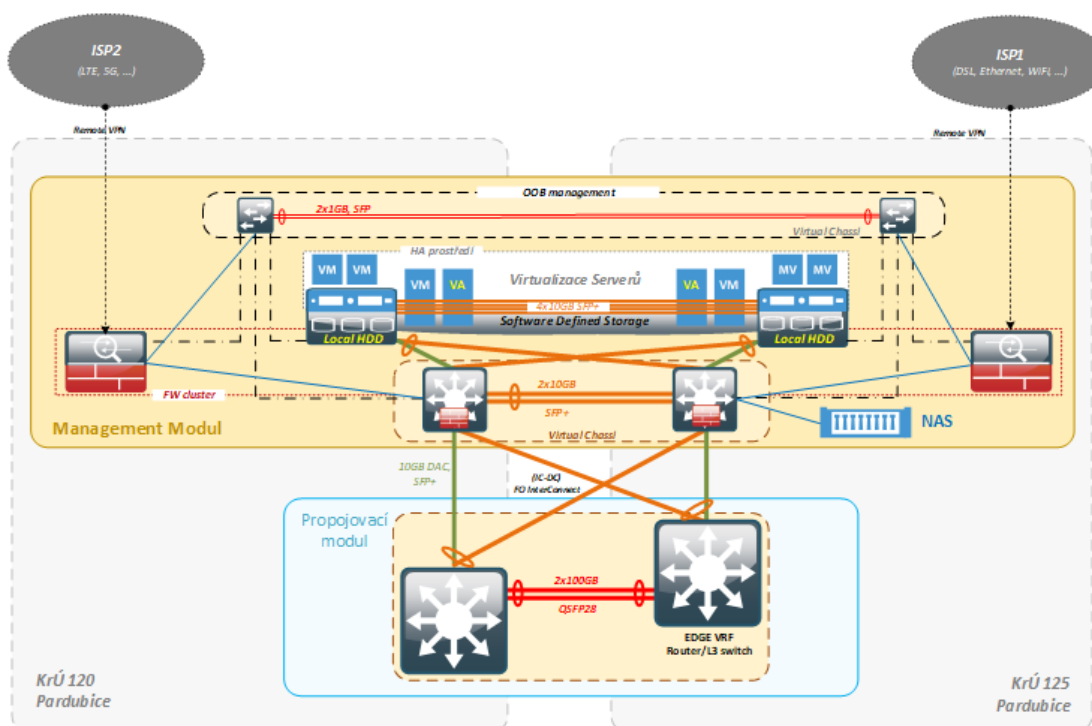 ISP2
(LTE, 5G, ...)
ISP1
(DSL, Ethernet, WiFi, ...)
Remote VPN
Remote VPN
OOB management
2x1GB, SFP
Virtual Chassi
HA prostředí
VM
VM
VM
VA
Virtualizace Serverů
VA
VM
MV
MV
4x10GB SFP+
Software Defined Storage
Local HDD
Local HDD
FW cluster
2x10GB
SFP+
NAS
Management Modul
Virtual Chassi
10GB DAC,
SFP+
(IC-DC)
FO InterConnect
Propojovací
modul
2x100GB
QSFP28
EDGE VRF
Router/L3 switch
KrÚ 120
Pardubice
KrÚ 125
Pardubice